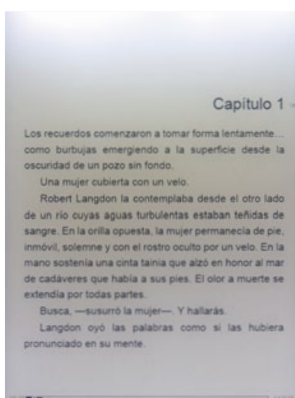 Capítulo 1
Los recuerdos comenzaron a tomar forma lentamente...
como burbujas emergiendo a la superficie desde la
oscuridad de un pozo sin fondo.
Una mujer cubierta con un velo.
Robert Langdon la contemplaba desde el otro lado
de un río cuyas aguas turbulentas estaban teñidas de
sangre. En la orilla opuesta, la mujer permanecía de pie,
inmóvil, solemne y con el rostro oculto por un velo. En la
mano sostenía una cinta tainia que alzó en honor al mar
de cadáveres que había a sus pies. El olor a muerte se
extendía por todas partes.
Busca, —susurró la mujer—. Y hallarás.
Langdon oyó las palabras como si las hubiera
pronunciado en su mente.